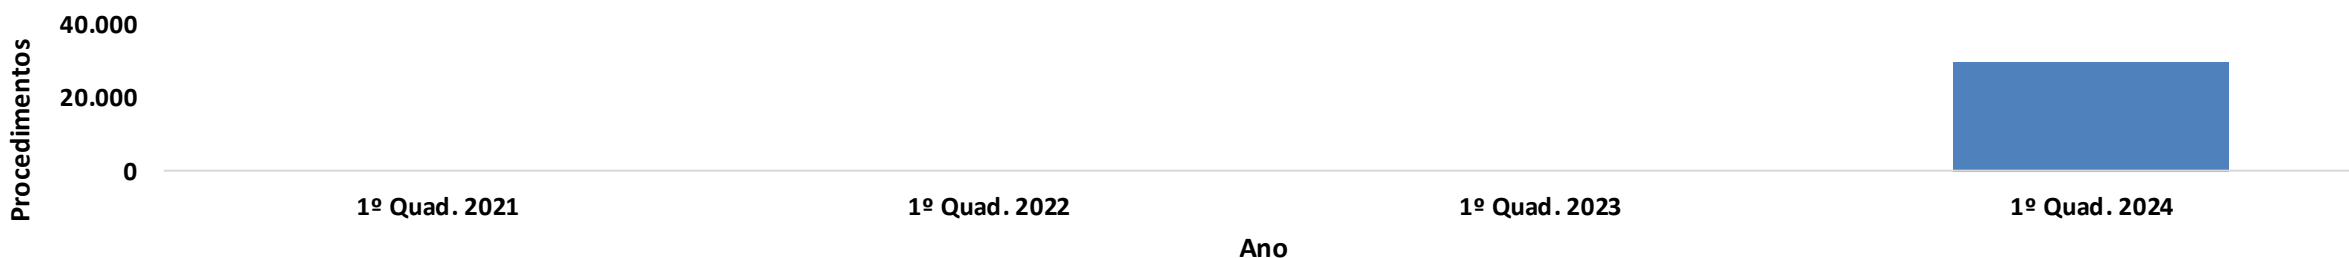 Procedimentos
40.000
20.000
0
1º Quad. 2021
1º Quad. 2022
1º Quad. 2023
1º Quad. 2024
Ano